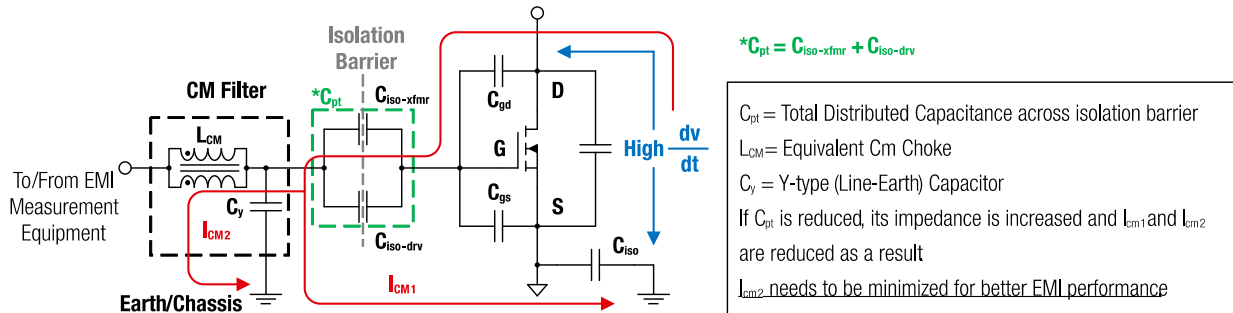 Isolation
Barrier
*Cpt = Ciso-xfmr + Ciso-drv
CM Filter
*Cpt
Ciso-xfmr
Cgd
D
LCM
G
High dv/dt
To/From EMI
Measurement
Equipment
Cy
Cgs
S
ICM2
Ciso-drv
Ciso
ICM1
Earth/Chassis
Cpt = Total Distributed Capacitance across isolation barrier
LCM = Equivalent Cm Choke
Cy = Y-type (Line-Earth) Capacitor
If Cpt is reduced, its impedance is increased and Icm1 and Icm2
are reduced as a result
Icm2 needs to be minimized for better EMI performance